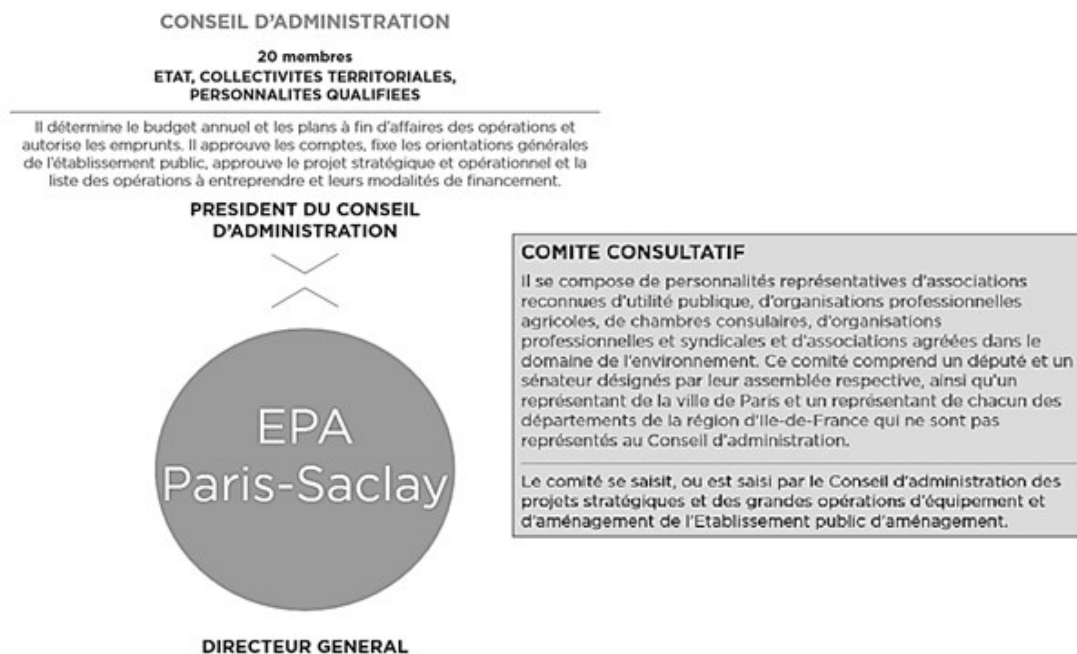 CONSEIL D'ADMINISTRATION
20 membres
ETAT, COLLECTIVITES TERRITORIALES,
PERSONNALITES QUALIFIEES
Il détermine le budget annuel et les plans à fin d'affaires des opérations et
autorise les emprunts. Il approuve les comptes, fixe les orientations générales
de l'établissement public, approuve le projet stratégique et opérationnel et la
liste des opérations à entreprendre et leurs modalités de financement.
PRESIDENT DU CONSEIL
D'ADMINISTRATION
EPA
Paris-Saclay
DIRECTEUR GENERAL
COMITE CONSULTATIF
Il se compose de personnalités représentatives d'associations
reconnues d'utilité publique, d'organisations professionnelles
agricoles, de chambres consulaires, d'organisations
professionnelles et syndicales et d'associations agréées dans le
domaine de l'environnement. Ce comité comprend un député et un
sénateur désignés par leur assemblée respective, ainsi qu'un
représentant de la ville de Paris et un représentant de chacun des
départements de la région d'Ile-de-France qui ne sont pas
représentés au Conseil d'administration.
Le comité se saisit, ou est saisi par le Conseil d'administration des
projets stratégiques et des grandes opérations d'équipement et
d'aménagement de l'Etablissement public d'aménagement.